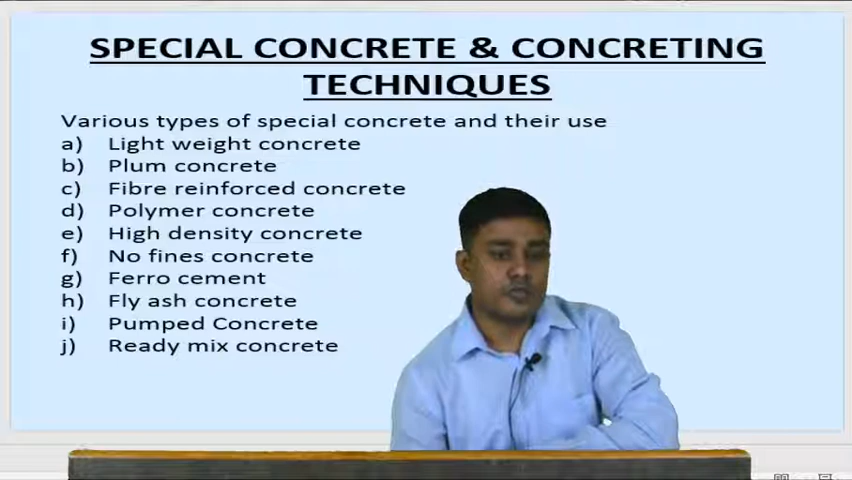 SPECIAL CONCRETE & CONCRETING
TECHNIQUES
Various types of special concrete and their use
a) Light weight concrete
b) Plum concrete
c) Fibre reinforced concrete
d) Polymer concrete
e) High density concrete
f) No fines concrete
g) Ferro cement
h) Fly ash concrete
i) Pumped Concrete
j) Ready mix concrete